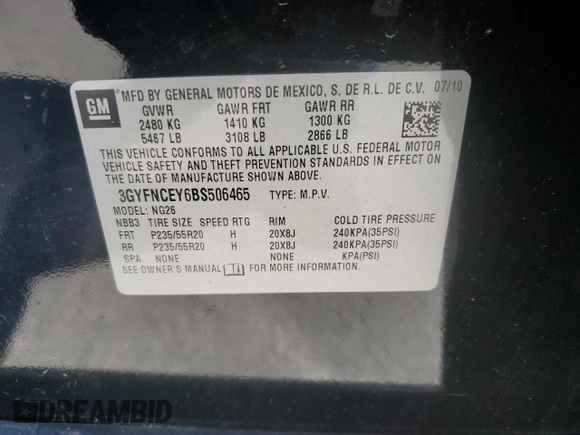 GM
MFD BY GENERAL MOTORS DE MEXICO, S. DE R.L. DE C.V. 07/10
GVWR GAWR FRT GAWR RR
2480 KG 1410 KG 1300 KG
5467 LB 3108 LB 2866 LB
THIS VEHICLE CONFORMS TO ALL APPLICABLE U.S. FEDERAL MOTOR
VEHICLE SAFETY AND THEFT PREVENTION STANDARDS IN EFFECT ON
THE DATE OF MANUFACTURE SHOWN ABOVE.
3GYFNCEY6BS506465 TYPE: M.P.V.
MODEL: NG26
NBB3 TIRE SIZE SPEED RTG RIM COLD TIRE PRESSURE
FRT P235/55R20 H 20X8J 240KPA(35PSI)
RR P235/55R20 H 20X8J 240KPA(35PSI)
SPA NONE NONE KPA(PSI)
SEE OWNER'S MANUAL FOR MORE INFORMATION.
DREAMBID